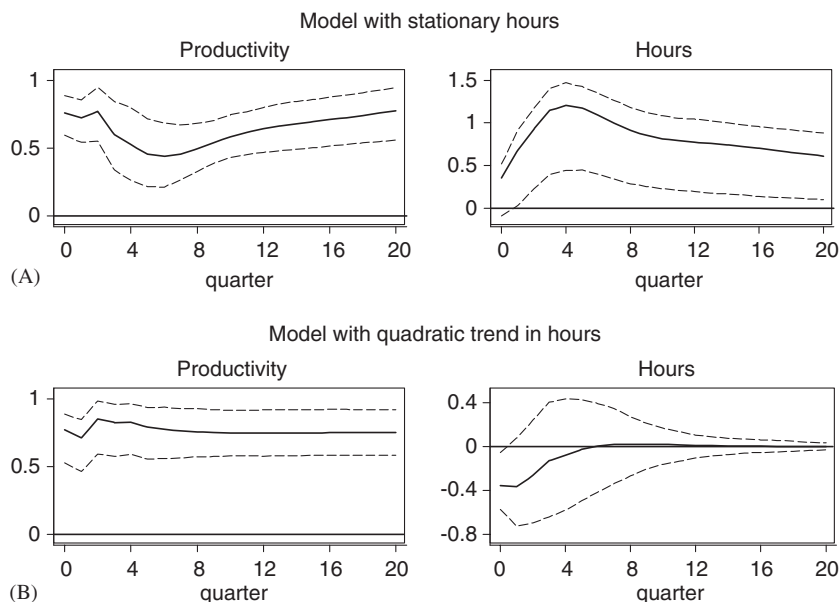 Model with stationary hours
Productivity
Hours
1
0.5
0
0 4 8 12 16 20
quarter
1.5
1
0.5
0
0 4 8 12 16 20
quarter
(A)
Model with quadratic trend in hours
Productivity
Hours
1
0.5
0
0 4 8 12 16 20
quarter
0.4
0
-0.4
-0.8
0 4 8 12 16 20
quarter
(B)